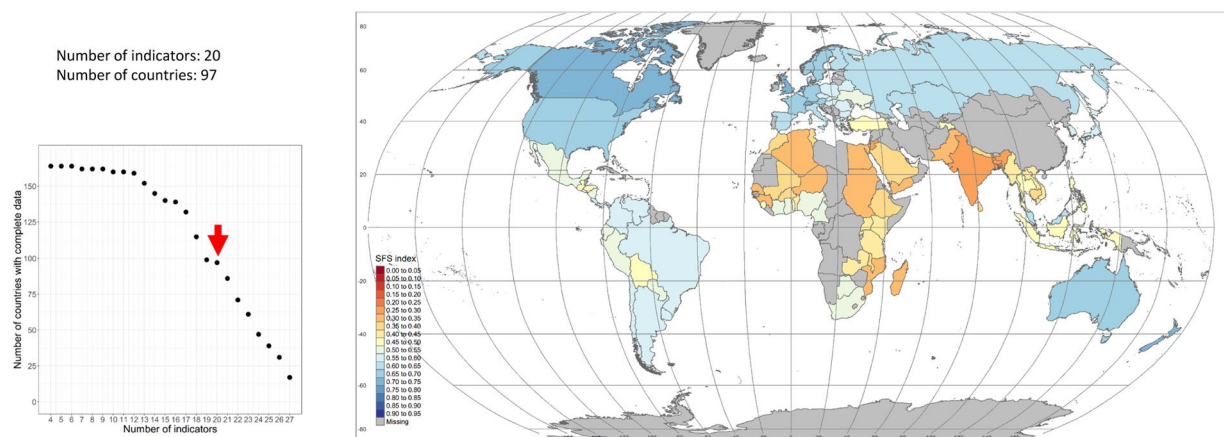 Number of indicators: 20
Number of countries: 97
Number of countries with complete data
150
125
100
75
50
25
0
4 5 6 7 8 9 10 11 12 13 14 15 16 17 18 19 20 21 22 23 24 25 26 27
Number of indicators
80
60
40
20
0
-20
-40
-60
-80
SFS index
0.00 to 0.05
0.05 to 0.10
0.10 to 0.15
0.15 to 0.20
0.20 to 0.25
0.25 to 0.30
0.30 to 0.35
0.35 to 0.40
0.40 to 0.45
0.45 to 0.50
0.50 to 0.55
0.55 to 0.60
0.60 to 0.65
0.65 to 0.70
0.70 to 0.75
0.75 to 0.80
0.80 to 0.85
0.85 to 0.90
0.90 to 0.95
Missing